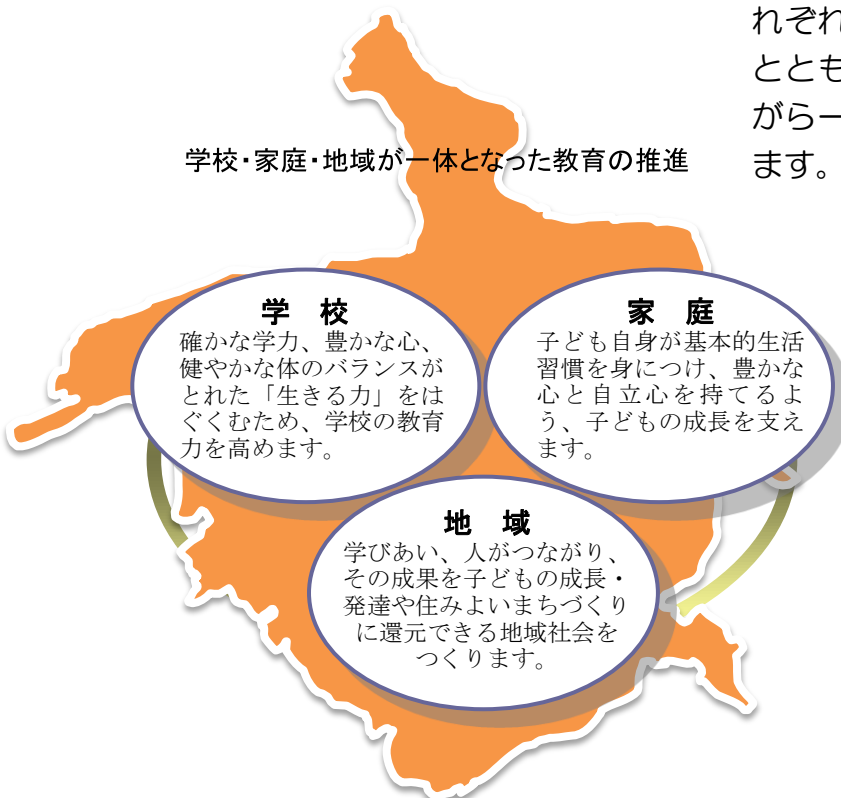 れぞれ
ととも
がら一
ます。
学校・家庭・地域が一体となった教育の推進
学 校
確かな学力、豊かな心、
健やかな体のバランスが
とれた「生きる力」をは
ぐくむため、学校の教育
力を高めます。
家 庭
子ども自身が基本的生活
習慣を身につけ、豊かな
心と自立心を持てるよ
う、子どもの成長を支え
ます。
地 域
学びあい、人がつながり、
その成果を子どもの成長・
発達や住みよいまちづくり
に還元できる地域社会を
つくります。